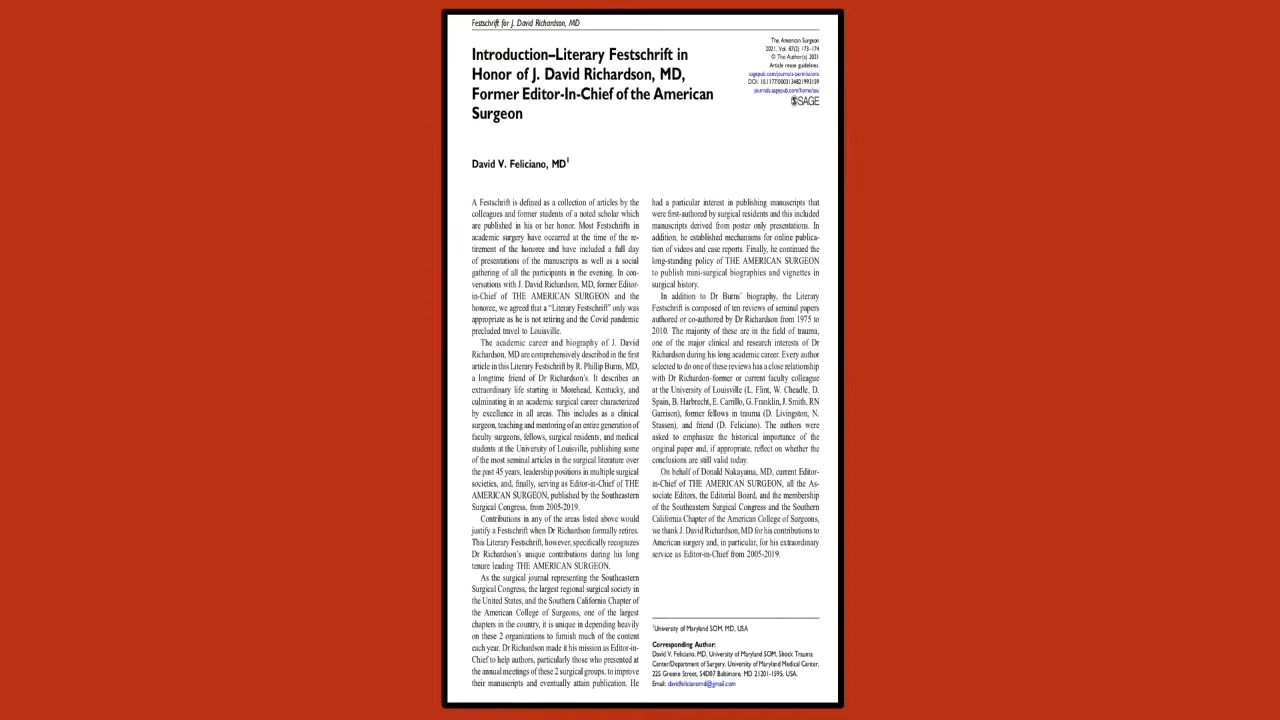 Festschrift for J. David Richardson, MD
Introduction–Literary Festschrift in
Honor of J. David Richardson, MD,
Former Editor-In-Chief of the American
Surgeon
The American Surgeon
2021, Vol. 87(2) 173–174
© The Author(s) 2021
Article reuse guidelines:
sagepub.com/journals-permissions
DOI: 10.1177/0003134821993159
journals.sagepub.com/home/asu
SAGE
David V. Feliciano, MD1
A Festschrift is defined as a collection of articles by the
colleagues and former students of a noted scholar which
are published in his or her honor. Most Festschrifts in
academic surgery have occurred at the time of the re-
tirement of the honoree and have included a full day
of presentations of the manuscripts as well as a social
gathering of all the participants in the evening. In con-
versations with J. David Richardson, MD, former Editor-
in-Chief of THE AMERICAN SURGEON and the
honoree, we agreed that a “Literary Festschrift” only was
appropriate as he is not retiring and the Covid pandemic
precluded travel to Louisville.
The academic career and biography of J. David
Richardson, MD are comprehensively described in the first
article in this Literary Festschrift by R. Phillip Burns, MD,
a longtime friend of Dr Richardson’s. It describes an
extraordinary life starting in Morehead, Kentucky, and
culminating in an academic surgical career characterized
by excellence in all areas. This includes as a clinical
surgeon, teaching and mentoring of an entire generation of
faculty surgeons, fellows, surgical residents, and medical
students at the University of Louisville, publishing some
of the most seminal articles in the surgical literature over
the past 45 years, leadership positions in multiple surgical
societies, and, finally, serving as Editor-in-Chief of THE
AMERICAN SURGEON, published by the Southeastern
Surgical Congress, from 2005-2019.
Contributions in any of the areas listed above would
justify a Festschrift when Dr Richardson formally retires.
This Literary Festschrift, however, specifically recognizes
Dr Richardson’s unique contributions during his long
tenure leading THE AMERICAN SURGEON.
As the surgical journal representing the Southeastern
Surgical Congress, the largest regional surgical society in
the United States, and the Southern California Chapter of
the American College of Surgeons, one of the largest
chapters in the country, it is unique in depending heavily
on these 2 organizations to furnish much of the content
each year. Dr Richardson made it his mission as Editor-in-
Chief to help authors, particularly those who presented at
the annual meetings of these 2 surgical groups, to improve
their manuscripts and eventually attain publication. He
had a particular interest in publishing manuscripts that
were first-authored by surgical residents and this included
manuscripts derived from poster only presentations. In
addition, he established mechanisms for online publica-
tion of videos and case reports. Finally, he continued the
long-standing policy of THE AMERICAN SURGEON
to publish mini-surgical biographies and vignettes in
surgical history.
In addition to Dr Burns’ biography, the Literary
Festschrift is composed of ten reviews of seminal papers
authored or co-authored by Dr Richardson from 1975 to
2010. The majority of these are in the field of trauma,
one of the major clinical and research interests of Dr
Richardson during his long academic career. Every author
selected to do one of these reviews has a close relationship
with Dr Richardon–former or current faculty colleague
at the University of Louisville (L. Flint, W. Cheadle, D.
Spain, B. Harbrecht, E. Carrillo, G. Franklin, J. Smith, RN
Garrison), former fellows in trauma (D. Livingston, N.
Stassen), and friend (D. Feliciano). The authors were
asked to emphasize the historical importance of the
original paper and, if appropriate, reflect on whether the
conclusions are still valid today.
On behalf of Donald Nakayama, MD, current Editor-
in-Chief of THE AMERICAN SURGEON, all the As-
sociate Editors, the Editorial Board, and the membership
of the Southeastern Surgical Congress and the Southern
California Chapter of the American College of Surgeons,
we thank J. David Richardson, MD for his contributions to
American surgery and, in particular, for his extraordinary
service as Editor-in-Chief from 2005-2019.
1University of Maryland SOM, MD, USA
Corresponding Author:
David V. Feliciano, MD, University of Maryland SOM, Shock Trauma
Center/Department of Surgery, University of Maryland Medical Center,
22S Greene Street, S4D07 Baltimore, MD 21201-1595, USA.
Email: davidfelicianomd@gmail.com